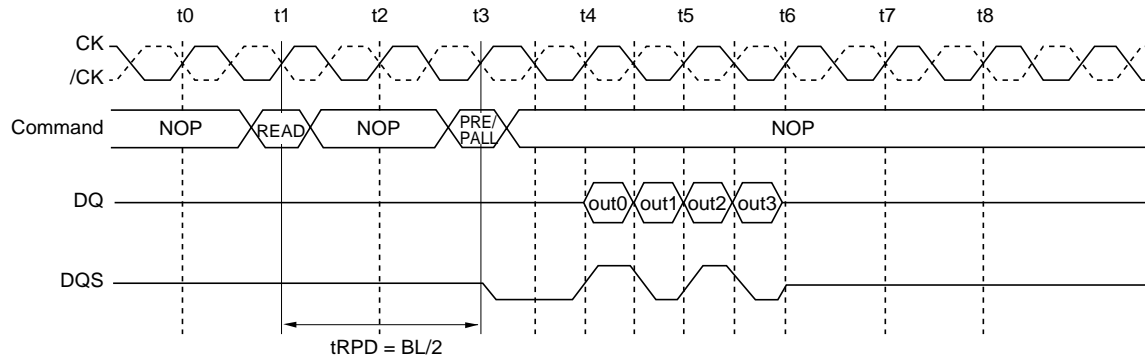 t0 t1 t2 t3 t4 t5 t6 t7 t8
CK
/CK
Command NOP READ NOP PRE/ PALL NOP
DQ out0 out1 out2 out3
DQS
tRPD = BL/2